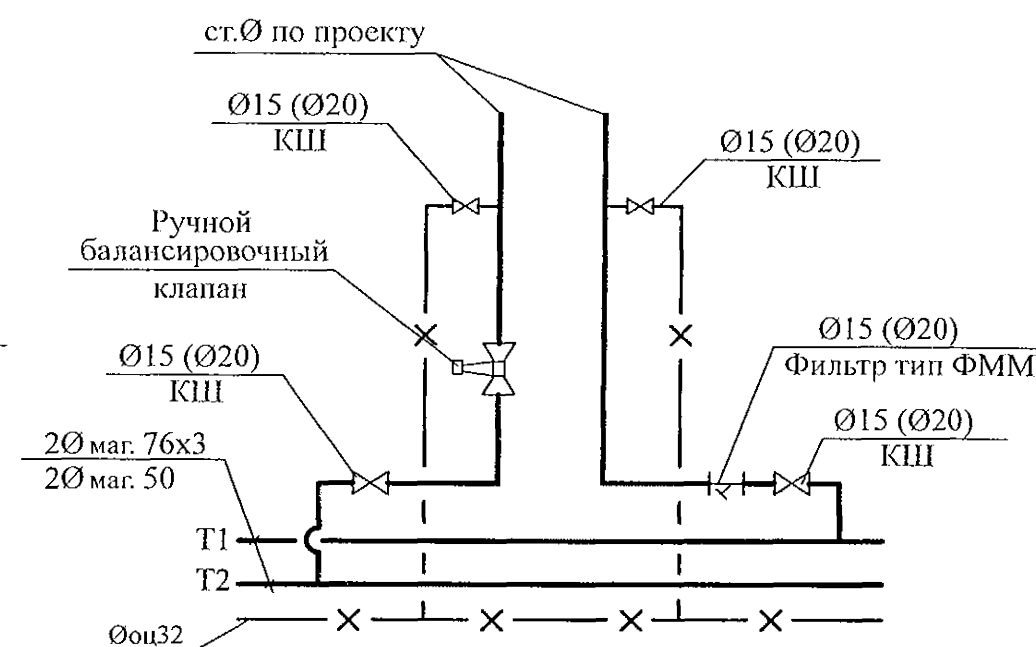 ст.Ø по проекту
Ø15 (Ø20)
КШ
Ø15 (Ø20)
КШ
Ручной
балансировочный
клапан
Ø15 (Ø20)
Фильтр тип ФММ
Ø15 (Ø20)
КШ
Ø15 (Ø20)
КШ
2Ø маг. 76х3
2Ø маг. 50
Т1
Т2
Øоц32